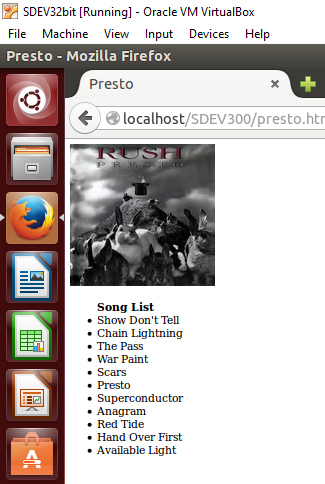 SDEV32bit [Running] - Oracle VM VirtualBox
File Machine View Input Devices Help
Presto - Mozilla Firefox
Presto
localhost/SDEV300/presto.htm
RUSH
PRESTO
Song List
Show Don't Tell
Chain Lightning
The Pass
War Paint
Scars
Presto
Superconductor
Anagram
Red Tide
Hand Over First
Available Light